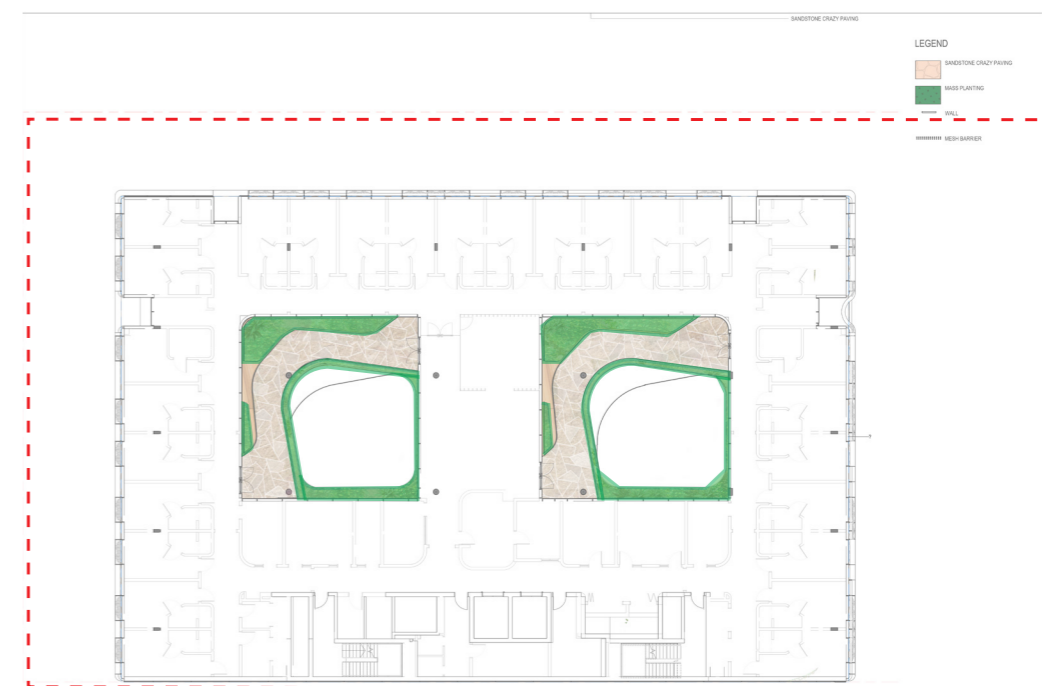 SANDSTONE CRAZY PAVING
LEGEND
SANDSTONE CRAZY PAVING
MASS PLANTING
WALL
MESH BARRIER